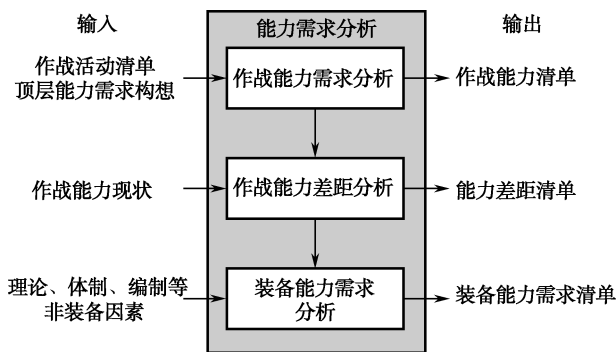 输入
能力需求分析
输出
作战活动清单
顶层能力需求构想
作战能力需求分析
作战能力清单
作战能力现状
作战能力差距分析
能力差距清单
理论、体制、编制等
非装备因素
装备能力需求
分析
装备能力需求清单